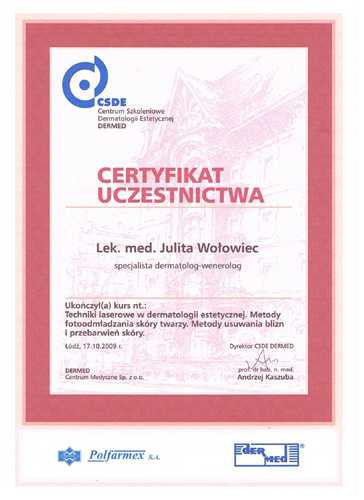 CSDE
Centrum Szkoleniowe
Dermatologii Estetycznej
DERMED
CERTYFIKAT
UCZESTNICTWA
Lek. med. Julita Wołowiec
specjalista dermatolog-wenerolog
Ukończył(a) kurs nt.:
Techniki laserowe w dermatologii estetycznej. Metody
fotoodmładzania skóry twarzy. Metody usuwania blizn
i przebarwień skóry.
Łódź, 17.10.2009 r.
Dyrektor CSDE DERMED
DERMED
Centrum Medyczne Sp. z o.o.
prof. dr hab. n. med.
Andrzej Kaszuba
Polfarmex S.A.
DER
MED